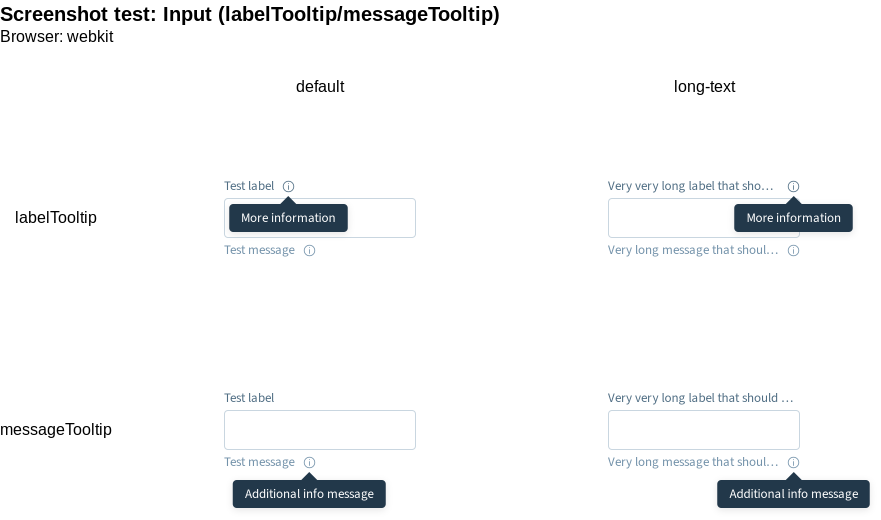 Screenshot test: Input (labelTooltip/messageTooltip)
Browser: webkit
default
long-text
labelTooltip
Test label
More information
Test message
Very very long label that sho…
More information
Very long message that shoul…
messageTooltip
Test label
Test message
Additional info message
Very very long label that should …
Very long message that shoul…
Additional info message